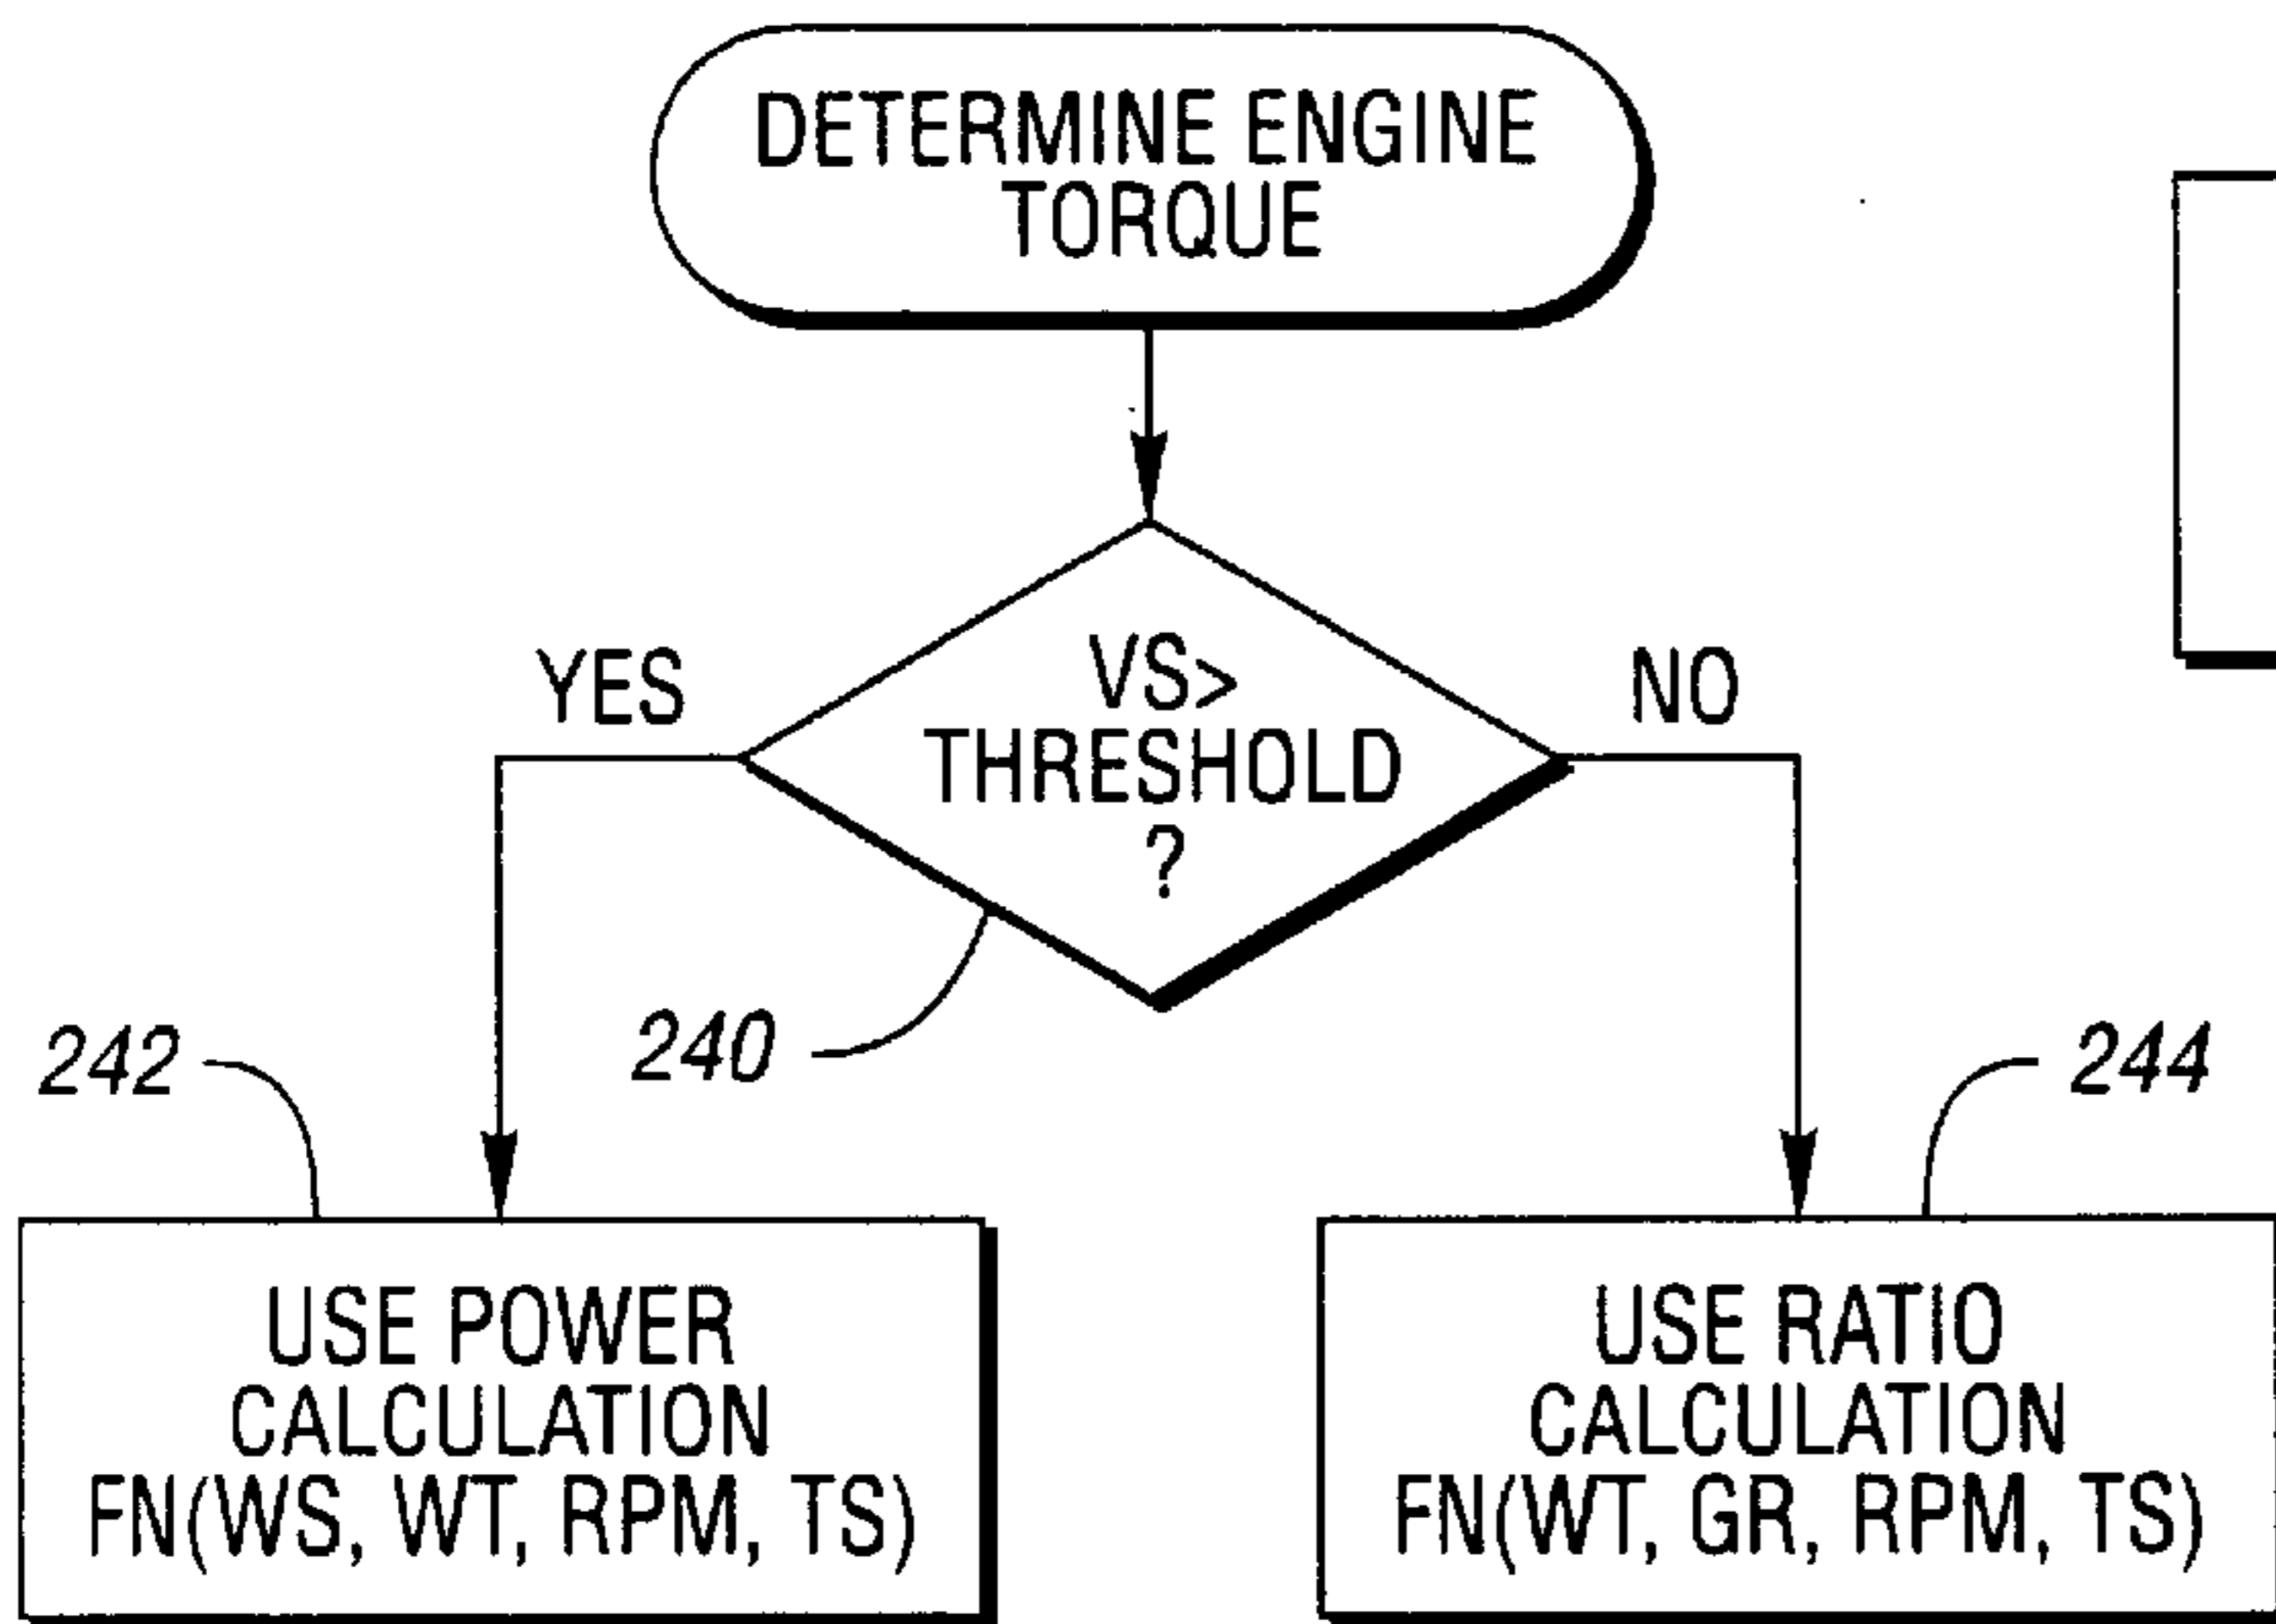 DETERMINE ENGINE
TORQUE
VS>
THRESHOLD
?
YES
NO
240
242
244
USE POWER
CALCULATION
FN(WS, WT, RPM, TS)
USE RATIO
CALCULATION
FN(WT, GR, RPM, TS)